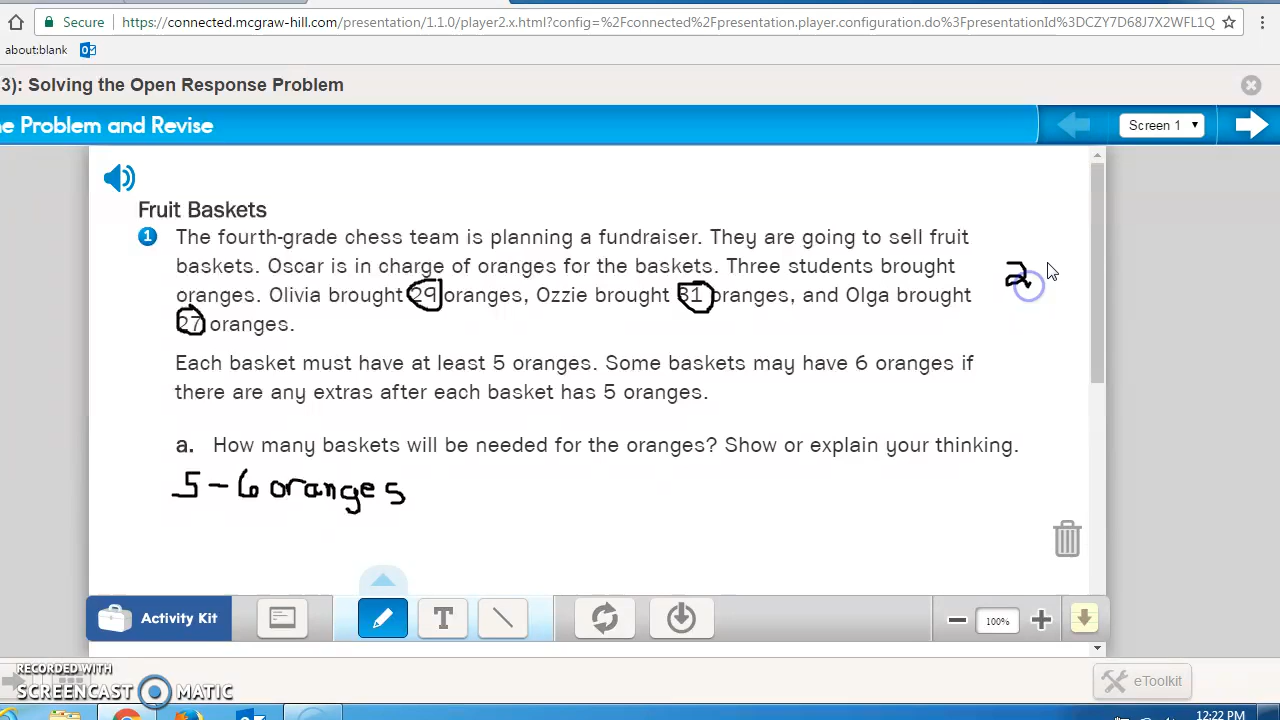 Secure https://connected.mcgraw-hill.com/presentation/1.1.0/player2.x.html?config=%2Fconnected%2Fpresentation.player.configuration.do%3FpresentationId%3DCZY7D68J7X2WFL1Q
about:blank
3): Solving the Open Response Problem
e Problem and Revise
Screen 1
Fruit Baskets
1 The fourth-grade chess team is planning a fundraiser. They are going to sell fruit
baskets. Oscar is in charge of oranges for the baskets. Three students brought
oranges. Olivia brought 29 oranges, Ozzie brought 31 oranges, and Olga brought
27 oranges.
2
Each basket must have at least 5 oranges. Some baskets may have 6 oranges if
there are any extras after each basket has 5 oranges.
a. How many baskets will be needed for the oranges? Show or explain your thinking.
5-6 oranges
Activity Kit
T
100%
RECORDED WITH
SCREENCAST MATIC
eToolkit
12:22 PM